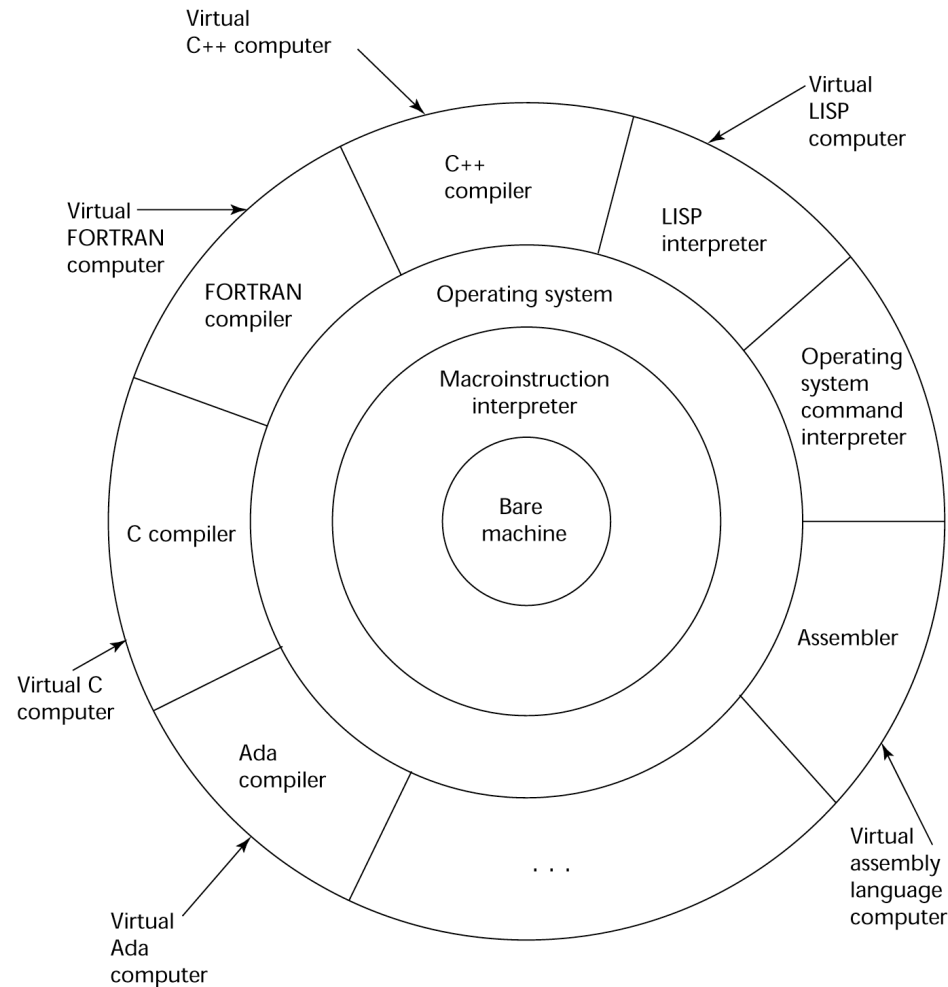 Virtual
C++ computer
Virtual
LISP
computer
C++
compiler
Virtual
FORTRAN
computer
LISP
interpreter
FORTRAN
compiler
Operating system
Operating
system
command
interpreter
Macroinstruction
interpreter
Bare
machine
C compiler
Assembler
Virtual C
computer
Ada
compiler
Virtual
assembly
language
computer
. . .
Virtual
Ada
computer